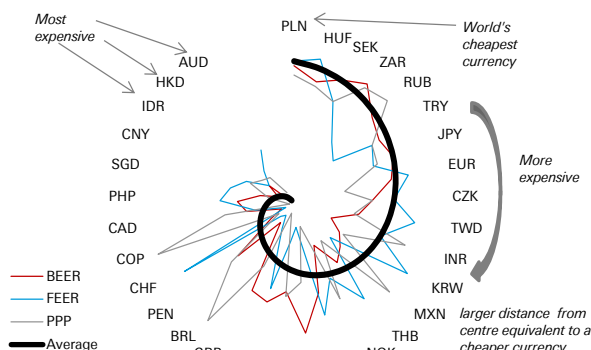 Most
expensive
World's
cheapest
currency
PLN
HUF
SEK
ZAR
RUB
TRY
JPY
EUR
CZK
TWD
INR
KRW
MXN
THB
More
expensive
larger distance from
centre equivalent to a
cheaper currency
AUD
HKD
IDR
CNY
SGD
PHP
CAD
COP
CHF
PEN
BRL
BEER
FEER
PPP
Average